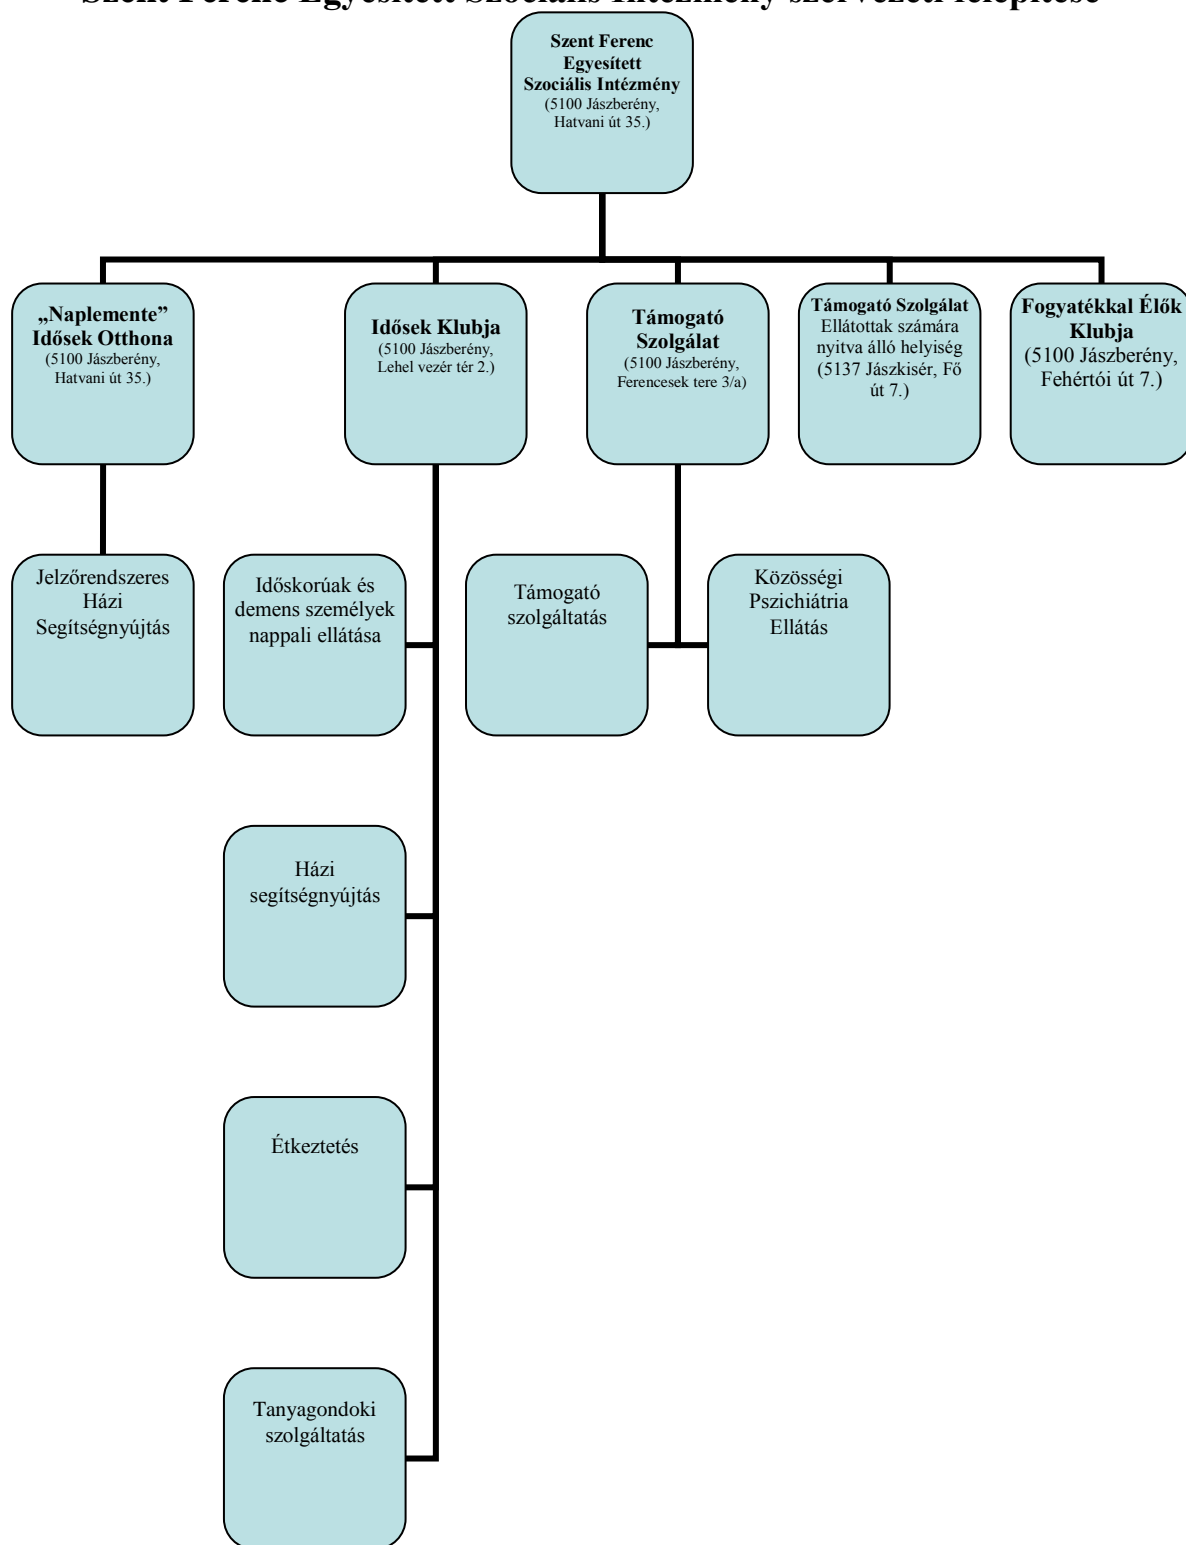 Szent Ferenc Egyesített Szociális Intézmény szervezeti felépítése
Szent Ferenc
Egyesített
Szociális Intézmény
(5100 Jászberény,
Hatvani út 35.)
„Naplemente”
Idősek Otthona
(5100 Jászberény,
Hatvani út 35.)
Idősek Klubja
(5100 Jászberény,
Lehel vezér tér 2.)
Támogató
Szolgálat
(5100 Jászberény,
Ferencesek tere 3/a)
Támogató Szolgálat
Ellátottak számára
nyitva álló helyiség
(5137 Jászkisér, Fő
út 7.)
Fogyatékkal Élők
Klubja
(5100 Jászberény,
Fehértói út 7.)
Jelzőrendszeres
Házi
Segítségnyújtás
Időskorúak és
demens személyek
nappali ellátása
Támogató
szolgáltatás
Közösségi
Pszichiátria
Ellátás
Házi
segítségnyújtás
Étkeztetés
Tanyagondoki
szolgáltatás